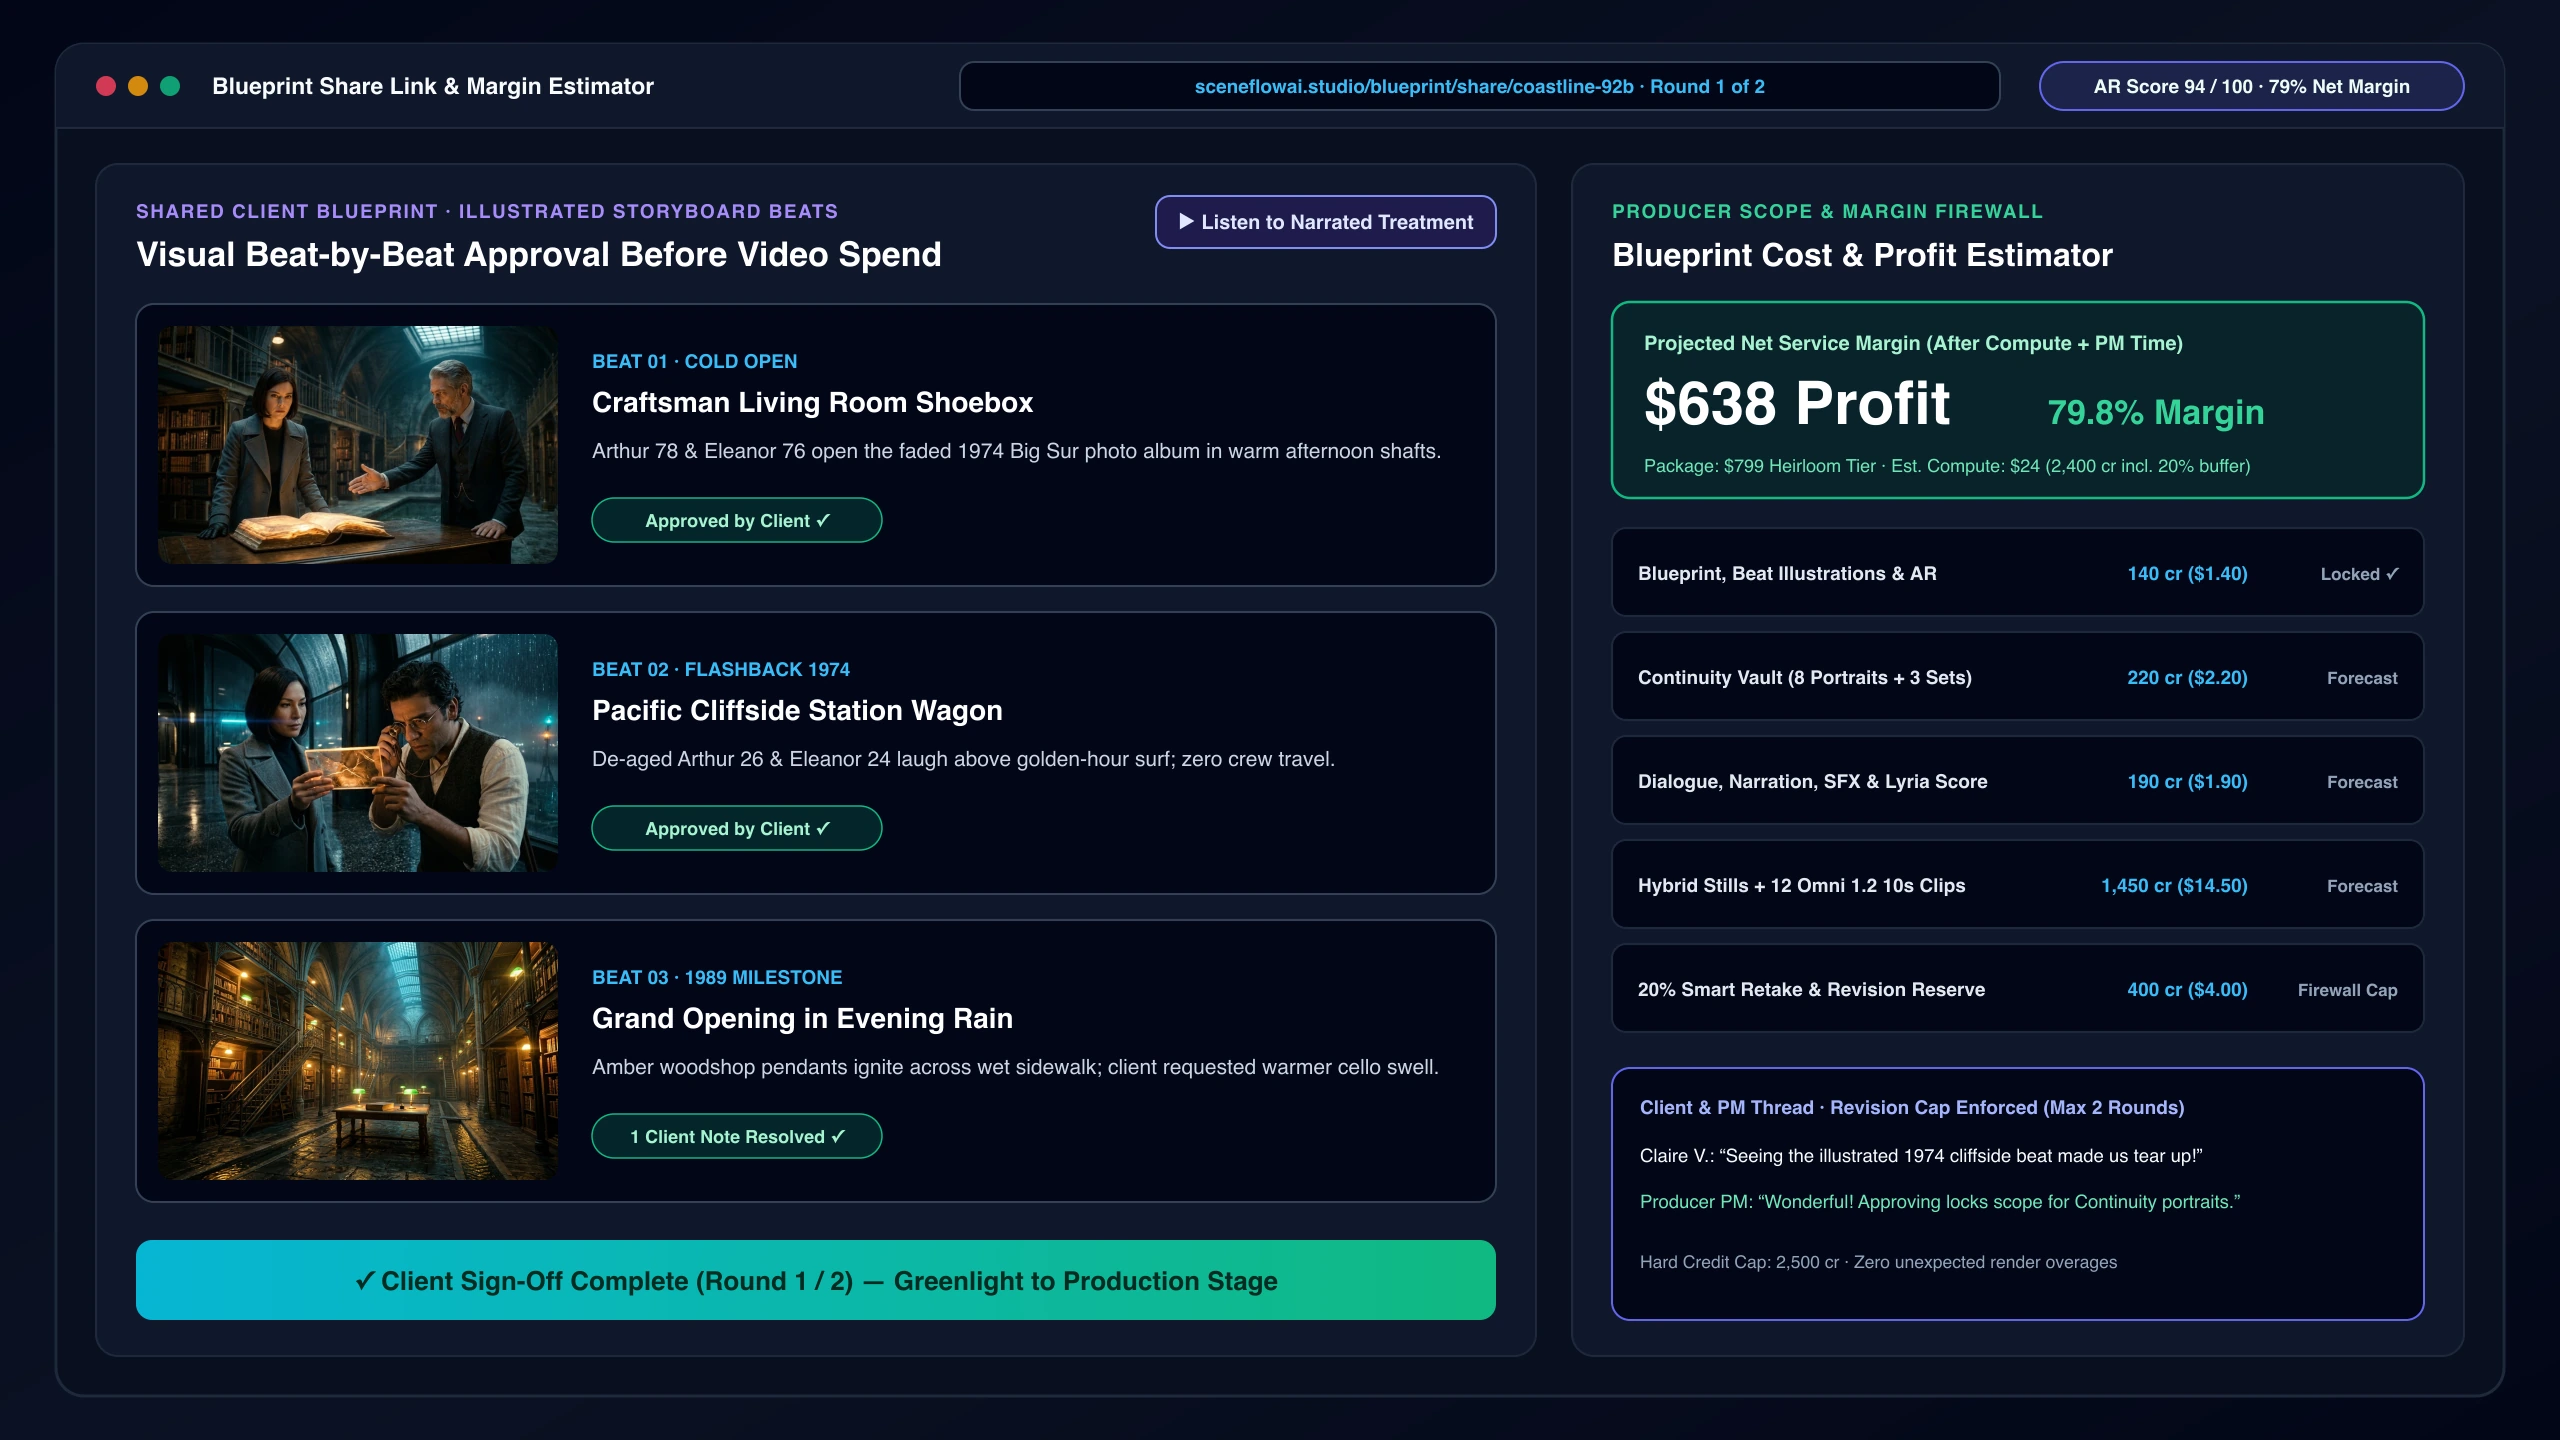 Blueprint Share Link & Margin Estimator
sceneflowai.studio/blueprint/share/coastline-92b · Round 1 of 2
AR Score 94 / 100 · 79% Net Margin
SHARED CLIENT BLUEPRINT · ILLUSTRATED STORYBOARD BEATS
Visual Beat-by-Beat Approval Before Video Spend
▶ Listen to Narrated Treatment
BEAT 01 · COLD OPEN
Craftsman Living Room Shoebox
Arthur 78 & Eleanor 76 open the faded 1974 Big Sur photo album in warm afternoon shafts.
Approved by Client ✓
BEAT 02 · FLASHBACK 1974
Pacific Cliffside Station Wagon
De-aged Arthur 26 & Eleanor 24 laugh above golden-hour surf; zero crew travel.
Approved by Client ✓
BEAT 03 · 1989 MILESTONE
Grand Opening in Evening Rain
Amber woodshop pendants ignite across wet sidewalk; client requested warmer cello swell.
1 Client Note Resolved ✓
✓ Client Sign-Off Complete (Round 1 / 2) — Greenlight to Production Stage
PRODUCER SCOPE & MARGIN FIREWALL
Blueprint Cost & Profit Estimator
Projected Net Service Margin (After Compute + PM Time)
$638 Profit 79.8% Margin
Package: $799 Heirloom Tier · Est. Compute: $24 (2,400 cr incl. 20% buffer)
Blueprint, Beat Illustrations & AR 140 cr ($1.40) Locked ✓
Continuity Vault (8 Portraits + 3 Sets) 220 cr ($2.20) Forecast
Dialogue, Narration, SFX & Lyria Score 190 cr ($1.90) Forecast
Hybrid Stills + 12 Omni 1.2 10s Clips 1,450 cr ($14.50) Forecast
20% Smart Retake & Revision Reserve 400 cr ($4.00) Firewall Cap
Client & PM Thread · Revision Cap Enforced (Max 2 Rounds)
Claire V.: “Seeing the illustrated 1974 cliffside beat made us tear up!”
Producer PM: “Wonderful! Approving locks scope for Continuity portraits.”
Hard Credit Cap: 2,500 cr · Zero unexpected render overages